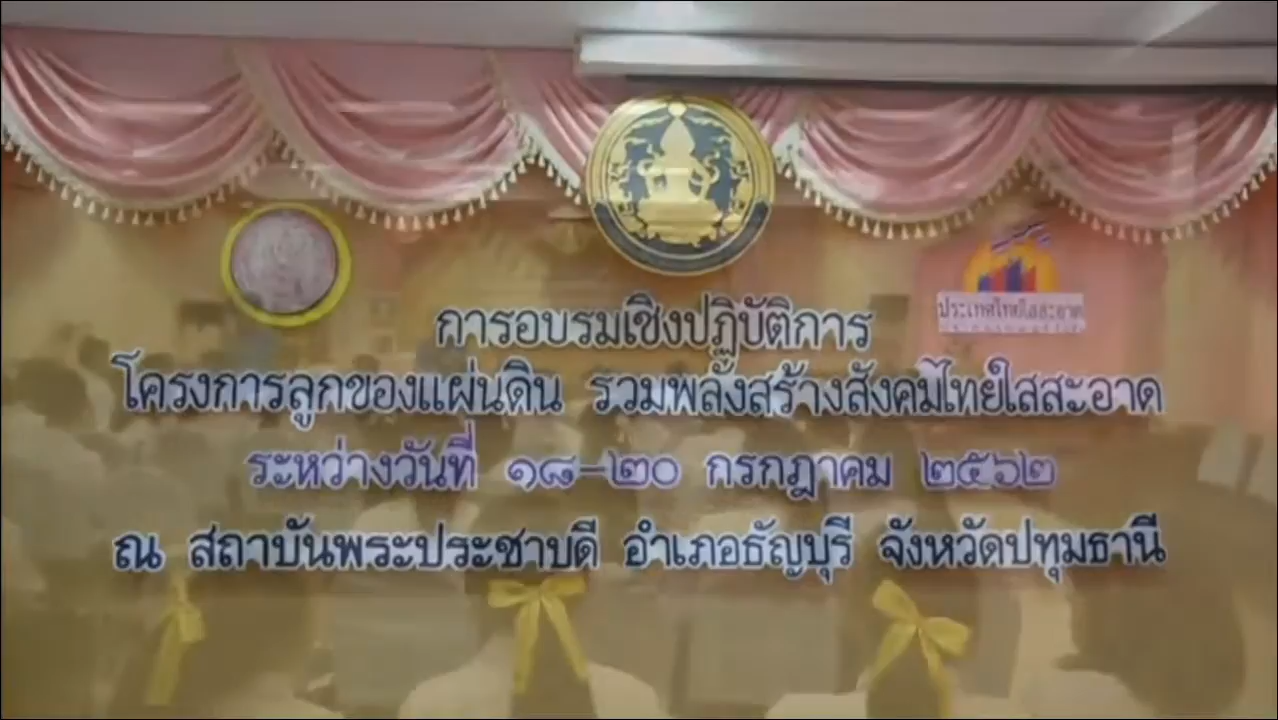 ประเทศไทยใสสะอาด
การอบรมเชิงปฏิบัติการ
โครงการลูกของแผ่นดิน รวมพลังสร้างสังคมไทยใสสะอาด
ระหว่างวันที่ ๑๘-๒๐ กรกฎาคม ๒๕๖๒
ณ สถาบันพระประชาบดี อำเภอธัญบุรี จังหวัดปทุมธานี